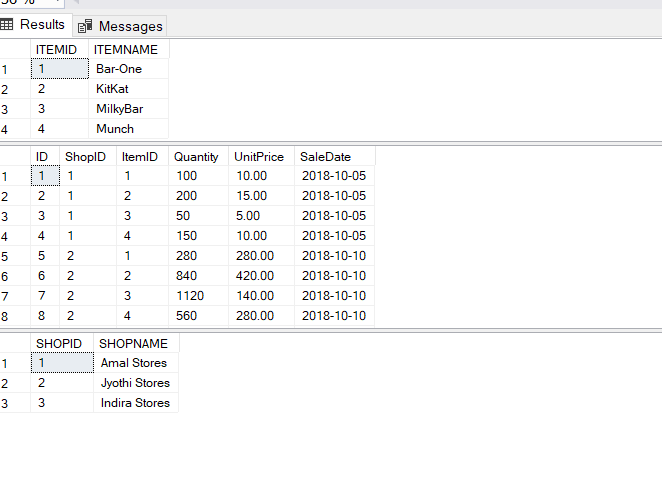 Results Messages
ITEMID ITEMNAME
1 1 Bar-One
2 2 KitKat
3 3 MilkyBar
4 4 Munch
ID ShopID ItemID Quantity UnitPrice SaleDate
1 1 1 1 100 10.00 2018-10-05
2 2 1 2 200 15.00 2018-10-05
3 3 1 3 50 5.00 2018-10-05
4 4 1 4 150 10.00 2018-10-05
5 5 2 1 280 280.00 2018-10-10
6 6 2 2 840 420.00 2018-10-10
7 7 2 3 1120 140.00 2018-10-10
8 8 2 4 560 280.00 2018-10-10
SHOPID SHOPNAME
1 1 Amal Stores
2 2 Jyothi Stores
3 3 Indira Stores